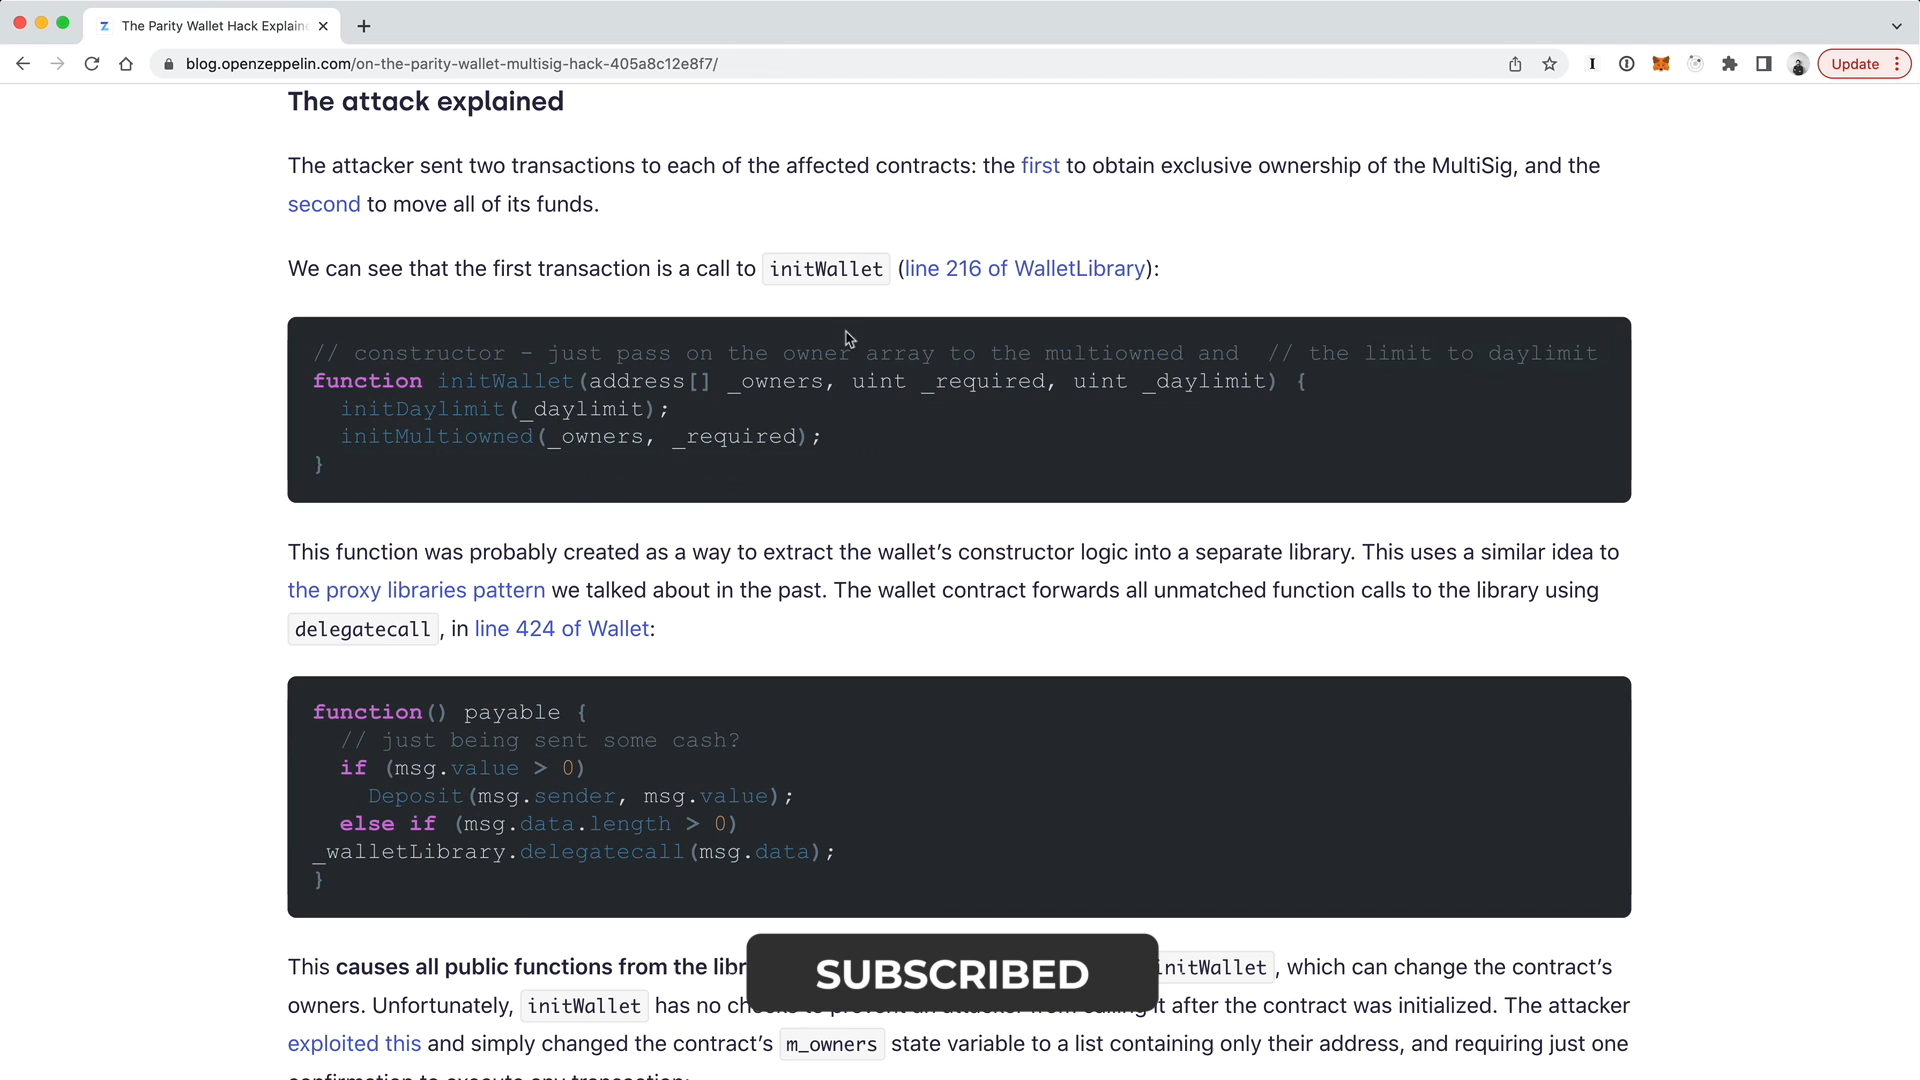 The Parity Wallet Hack Explain
blog.openzeppelin.com/on-the-parity-wallet-multisig-hack-405a8c12e8f7/
Update
The attack explained
The attacker sent two transactions to each of the affected contracts: the first to obtain exclusive ownership of the MultiSig, and the
second to move all of its funds.
We can see that the first transaction is a call to initWallet (line 216 of WalletLibrary):
// constructor - just pass on the owner array to the multiowned and  // the limit to daylimit
function initWallet(address[] _owners, uint _required, uint _daylimit) {
initDaylimit(_daylimit);
initMultiowned(_owners, _required);
}
This function was probably created as a way to extract the wallet’s constructor logic into a separate library. This uses a similar idea to
the proxy libraries pattern we talked about in the past. The wallet contract forwards all unmatched function calls to the library using
delegatecall, in line 424 of Wallet:
function() payable {
// just being sent some cash?
if (msg.value > 0)
Deposit(msg.sender, msg.value);
else if (msg.data.length > 0)
_walletLibrary.delegatecall(msg.data);
}
This causes all public functions from the initWallet, which can change the contract’s
SUBSCRIBED
owners. Unfortunately, initWallet has no after the contract was initialized. The attacker
exploited this and simply changed the contract’s m_owners state variable to a list containing only their address, and requiring just one